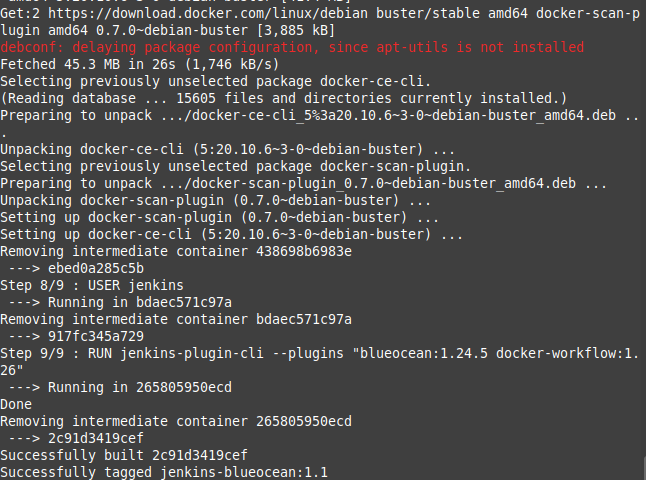 Get:2 https://download.docker.com/linux/debian buster/stable amd64 docker-scan-p
lugin amd64 0.7.0~debian-buster [3,885 kB]
debconf: delaying package configuration, since apt-utils is not installed
Fetched 45.3 MB in 26s (1,746 kB/s)
Selecting previously unselected package docker-ce-cli.
(Reading database ... 15605 files and directories currently installed.)
Preparing to unpack .../docker-ce-cli_5%3a20.10.6~3-0~debian-buster_amd64.deb ..
.
Unpacking docker-ce-cli (5:20.10.6~3-0~debian-buster) ...
Selecting previously unselected package docker-scan-plugin.
Preparing to unpack .../docker-scan-plugin_0.7.0~debian-buster_amd64.deb ...
Unpacking docker-scan-plugin (0.7.0~debian-buster) ...
Setting up docker-scan-plugin (0.7.0~debian-buster) ...
Setting up docker-ce-cli (5:20.10.6~3-0~debian-buster) ...
Removing intermediate container 438698b6983e
 ---> ebed0a285c5b
Step 8/9 : USER jenkins
 ---> Running in bdaec571c97a
Removing intermediate container bdaec571c97a
 ---> 917fc345a729
Step 9/9 : RUN jenkins-plugin-cli --plugins "blueocean:1.24.5 docker-workflow:1.
26"
 ---> Running in 265805950ecd
Done
Removing intermediate container 265805950ecd
 ---> 2c91d3419cef
Successfully built 2c91d3419cef
Successfully tagged jenkins-blueocean:1.1